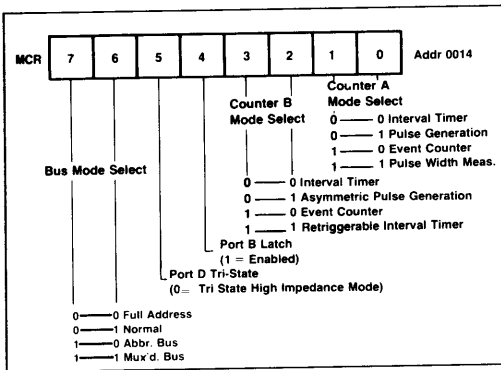 MCR 7 6 5 4 3 2 1 0 Addr 0014
Counter A
Mode Select
0 0 Interval Timer
0 1 Pulse Generation
1 0 Event Counter
1 1 Pulse Width Meas.
Counter B
Mode Select
0 0 Interval Timer
0 1 Asymmetric Pulse Generation
1 0 Event Counter
1 1 Retriggerable Interval Timer
Bus Mode Select
Port B Latch
(1 = Enabled)
Port D Tri-State
(0= Tri State High Impedance Mode)
0 0 Full Address
0 1 Normal
1 0 Abbr. Bus
1 1 Mux'd. Bus